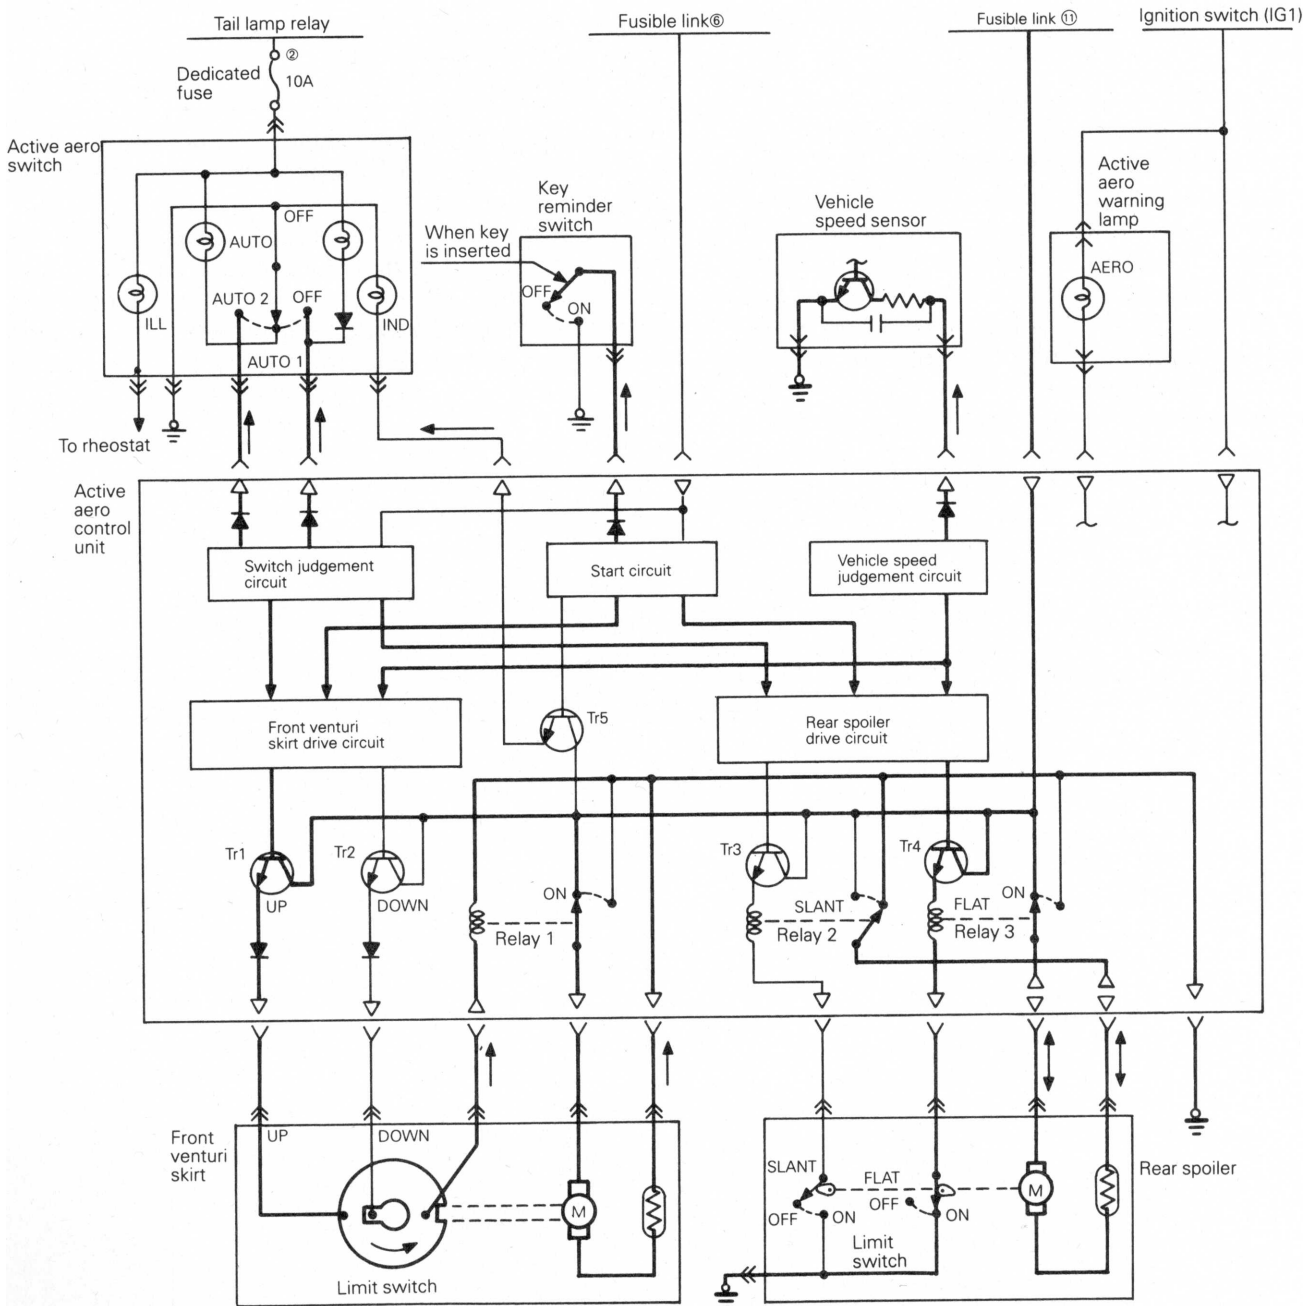 Tail lamp relay
Fusible link⑥
Fusible link ⑪
Ignition switch (IG1)
②
Dedicated
fuse
10A
Active aero
switch
OFF
AUTO
AUTO 2
OFF
ILL
IND
AUTO 1
To rheostat
Key
reminder
switch
When key
is inserted
OFF
ON
Vehicle
speed sensor
Active
aero
warning
lamp
AERO
Active
aero
control
unit
Switch judgement
circuit
Start circuit
Vehicle speed
judgement circuit
Front venturi
skirt drive circuit
Tr5
Rear spoiler
drive circuit
Tr1
UP
Tr2
DOWN
ON
Relay 1
Tr3
SLANT
Relay 2
Tr4
FLAT
Relay 3
ON
Front
venturi
skirt
UP
DOWN
M
Limit switch
SLANT
FLAT
OFF
ON
OFF
ON
Limit
switch
M
Rear spoiler